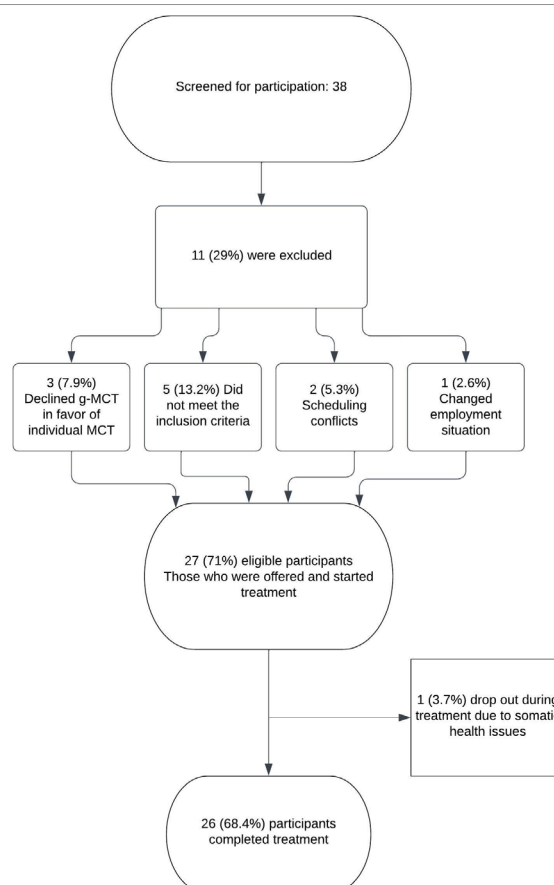 Screened for participation: 38
11 (29%) were excluded
3 (7.9%)
Declined g-MCT
in favor of
individual MCT
5 (13.2%) Did
not meet the
inclusion criteria
2 (5.3%)
Scheduling
conflicts
1 (2.6%)
Changed
employment
situation
27 (71%) eligible participants
Those who were offered and started
treatment
1 (3.7%) drop out during
treatment due to somati
health issues
26 (68.4%) participants
completed treatment